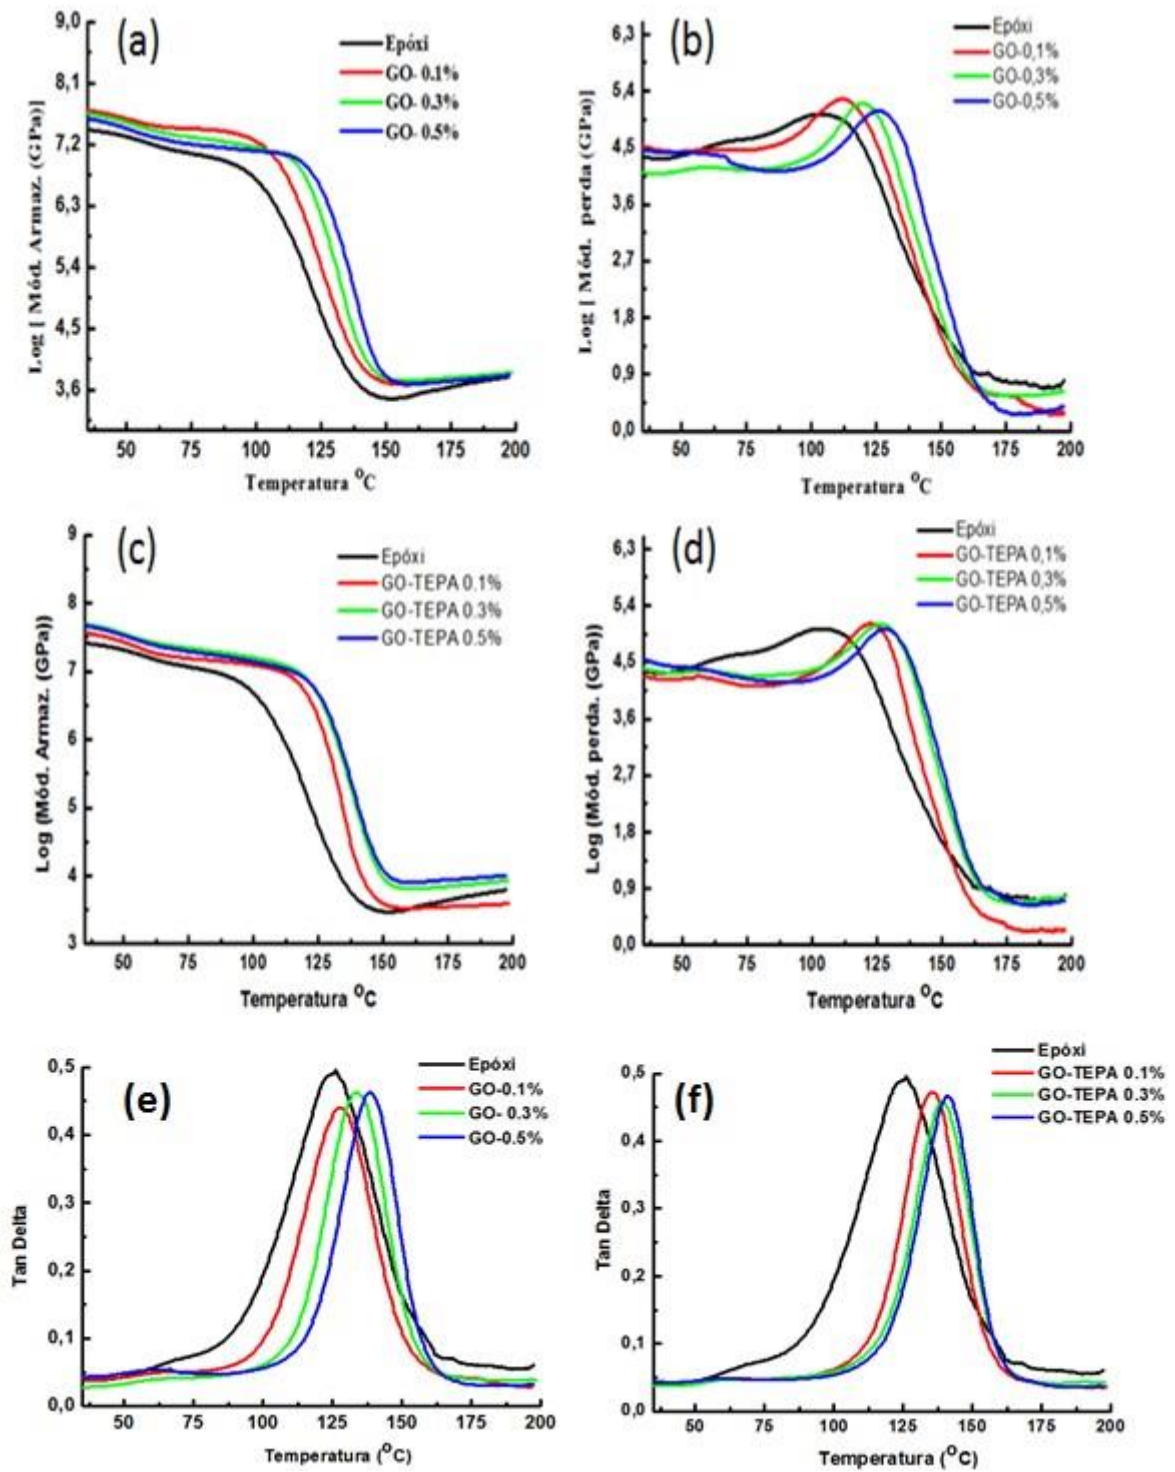 (a)
Epóxi
GO- 0.1%
GO- 0.3%
GO- 0.5%
Log [ Mód. Armaz. (GPa)]
9,0
8,1
7,2
6,3
5,4
4,5
3,6
50 75 100 125 150 175 200
Temperatura °C
(b)
Epóxi
GO-0,1%
GO-0,3%
GO-0,5%
Log [ Mód. perda (GPa)]
6,3
5,4
4,5
3,6
2,7
1,8
0,9
0,0
50 75 100 125 150 175 200
Temperatura °C
(c)
Epóxi
GO-TEPA 0.1%
GO-TEPA 0.3%
GO-TEPA 0.5%
Log (Mód. Armaz. (GPa))
9
8
7
6
5
4
3
50 75 100 125 150 175 200
Temperatura °C
(d)
Epóxi
GO-TEPA 0,1%
GO-TEPA 0,3%
GO-TEPA 0,5%
Log (Mód. perda. (GPa))
6,3
5,4
4,5
3,6
2,7
1,8
0,9
0,0
50 75 100 125 150 175 200
Temperatura °C
(e)
Epóxi
GO-0.1%
GO- 0.3%
GO-0.5%
Tan Delta
0,5
0,4
0,3
0,2
0,1
0,0
50 75 100 125 150 175 200
Temperatura (°C)
(f)
Epóxi
GO-TEPA 0.1%
GO-TEPA 0.3%
GO-TEPA 0.5%
Tan Delta
0,5
0,4
0,3
0,2
0,1
0,0
50 75 100 125 150 175 200
Temperatura (°C)